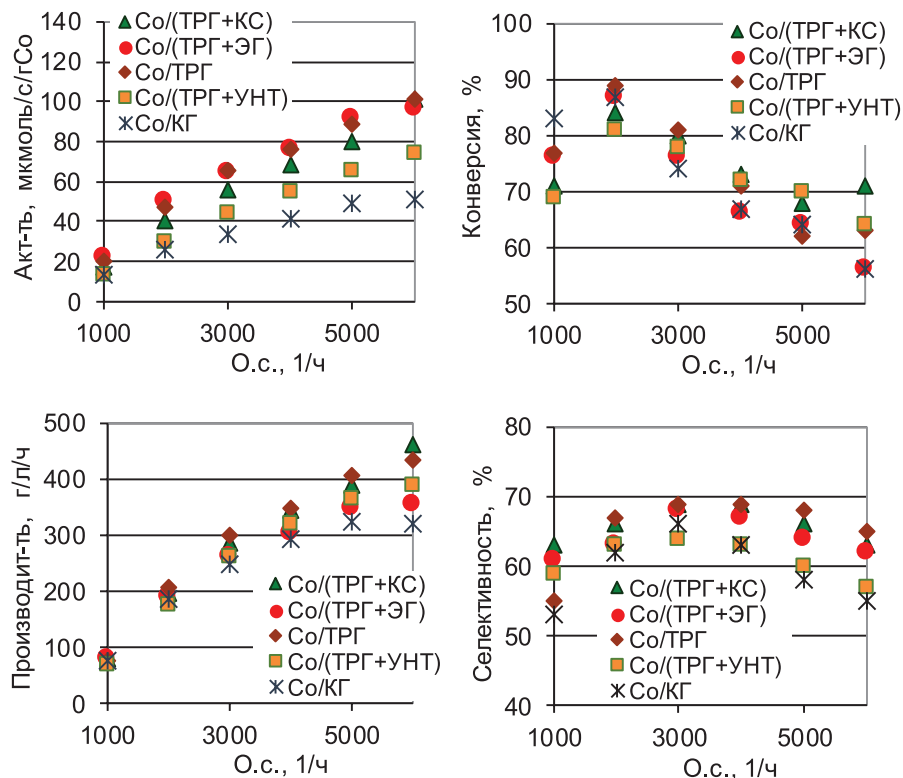 Акт-ть, мкмоль/с/гCo
140
120
100
80
60
40
20
0
1000
3000
5000
О.с., 1/ч
Co/(ТРГ+КС)
Co/(ТРГ+ЭГ)
Co/ТРГ
Co/(ТРГ+УНТ)
Co/КГ
Конверсия, %
100
90
80
70
60
50
1000
3000
5000
О.с., 1/ч
Co/(ТРГ+КС)
Co/(ТРГ+ЭГ)
Co/ТРГ
Co/(ТРГ+УНТ)
Co/КГ
Производит-ть, г/л/ч
500
400
300
200
100
0
1000
3000
5000
О.с., 1/ч
Co/(ТРГ+КС)
Co/(ТРГ+ЭГ)
Co/ТРГ
Co/(ТРГ+УНТ)
Co/КГ
Селективность, %
80
70
60
50
40
1000
3000
5000
О.с., 1/ч
Co/(ТРГ+КС)
Co/(ТРГ+ЭГ)
Co/ТРГ
Co/(ТРГ+УНТ)
Co/КГ